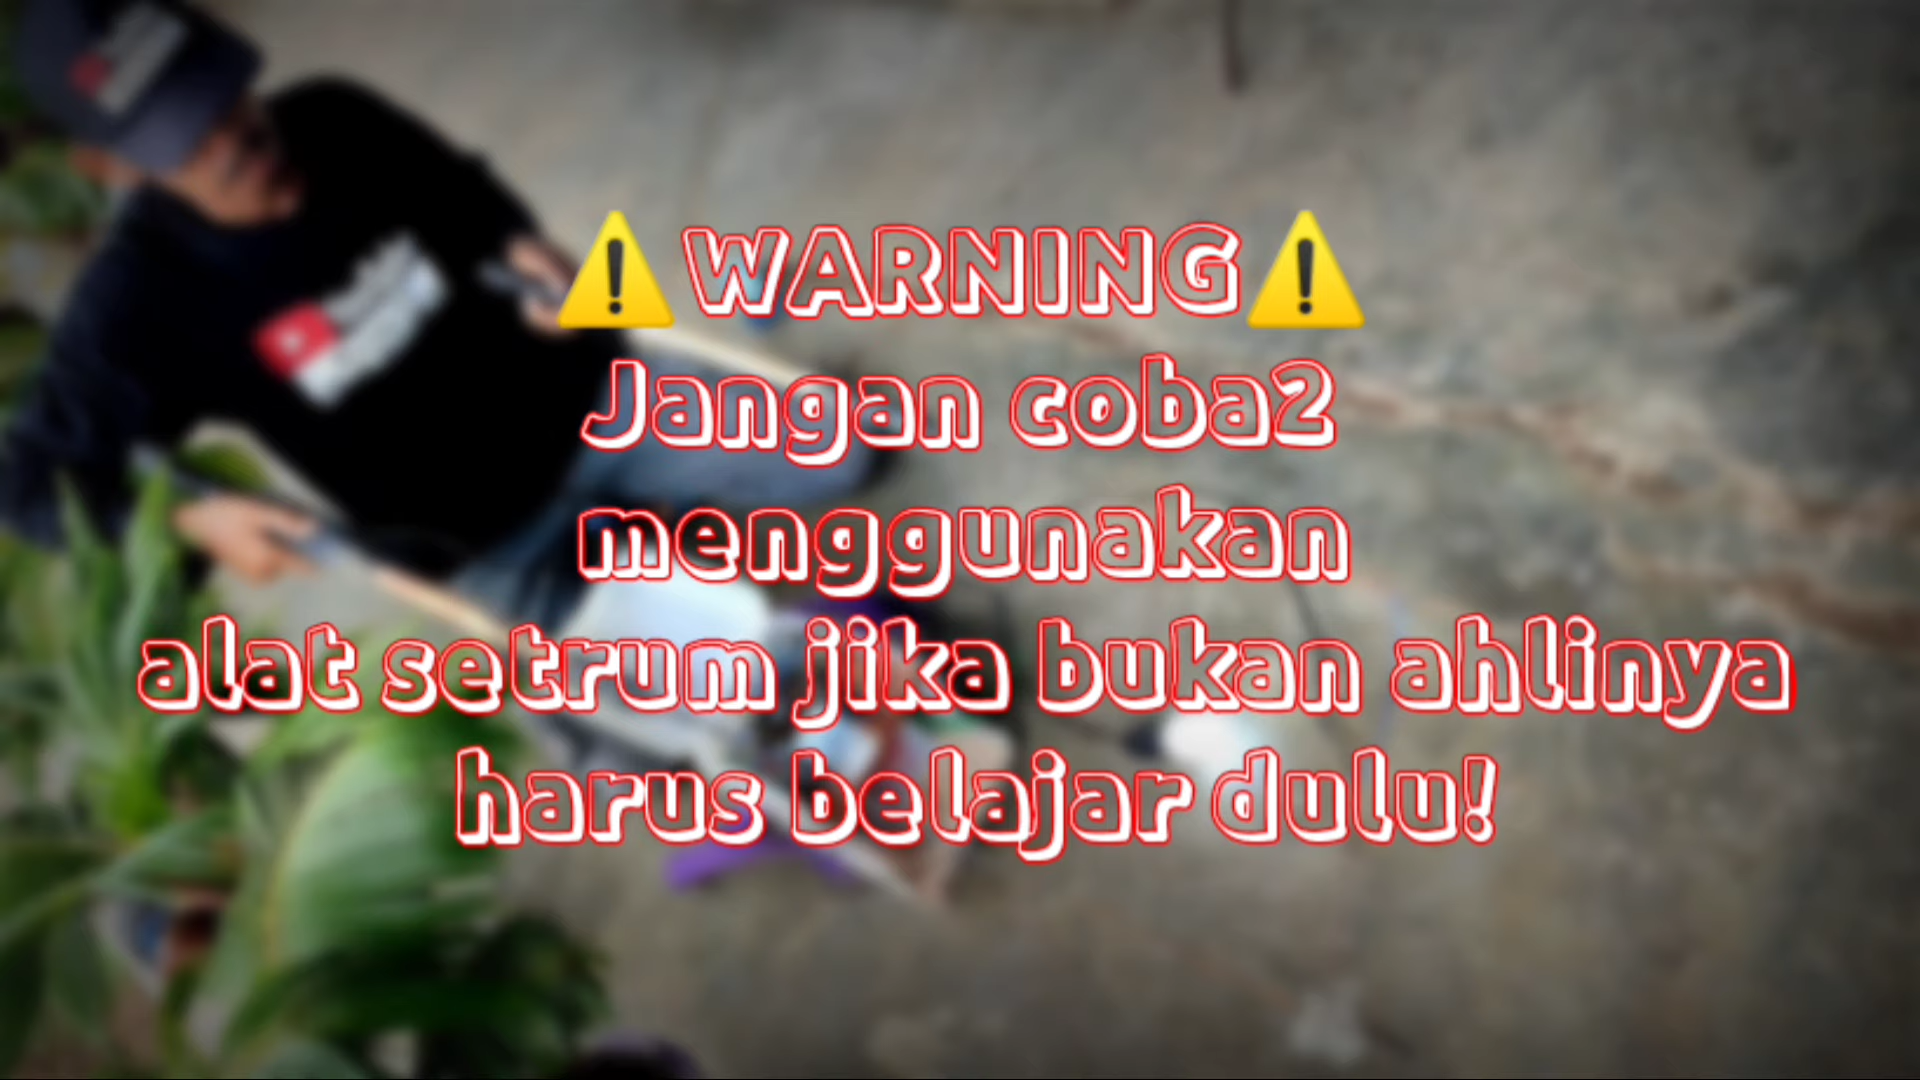 ⚠️WARNING⚠️
Jangan coba2
menggunakan
alat setrum jika bukan ahlinya
harus belajar dulu!